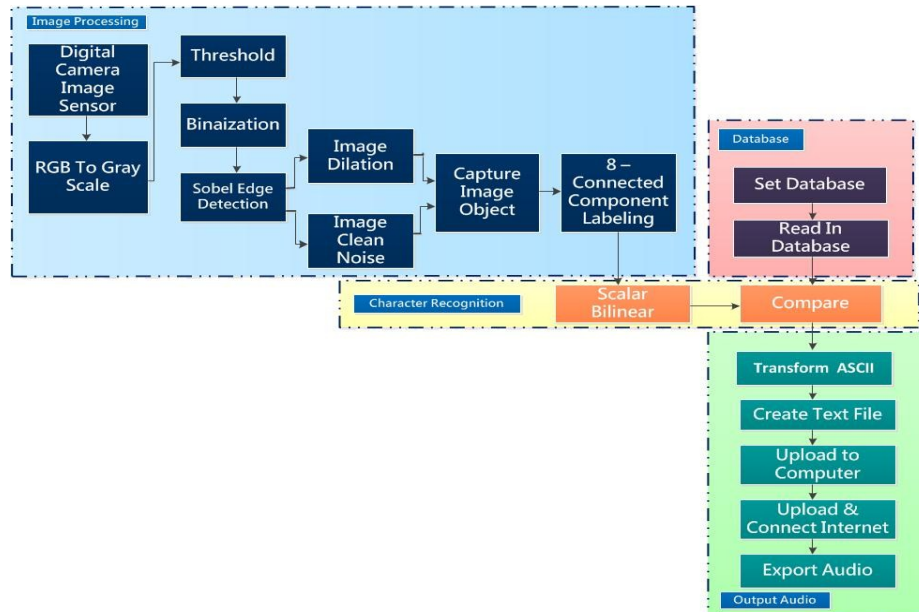 Image Processing
Digital
Camera
Image
Sensor
RGB To Gray
Scale
Threshold
Binaization
Sobel Edge
Detection
Image
Dilation
Image
Clean
Noise
Capture
Image
Object
8 –
Connected
Component
Labeling
Database
Set Database
Read In
Database
Character Recognition
Scalar
Bilinear
Compare
Transform ASCII
Create Text File
Upload to
Computer
Upload &
Connect Internet
Export Audio
Output Audio